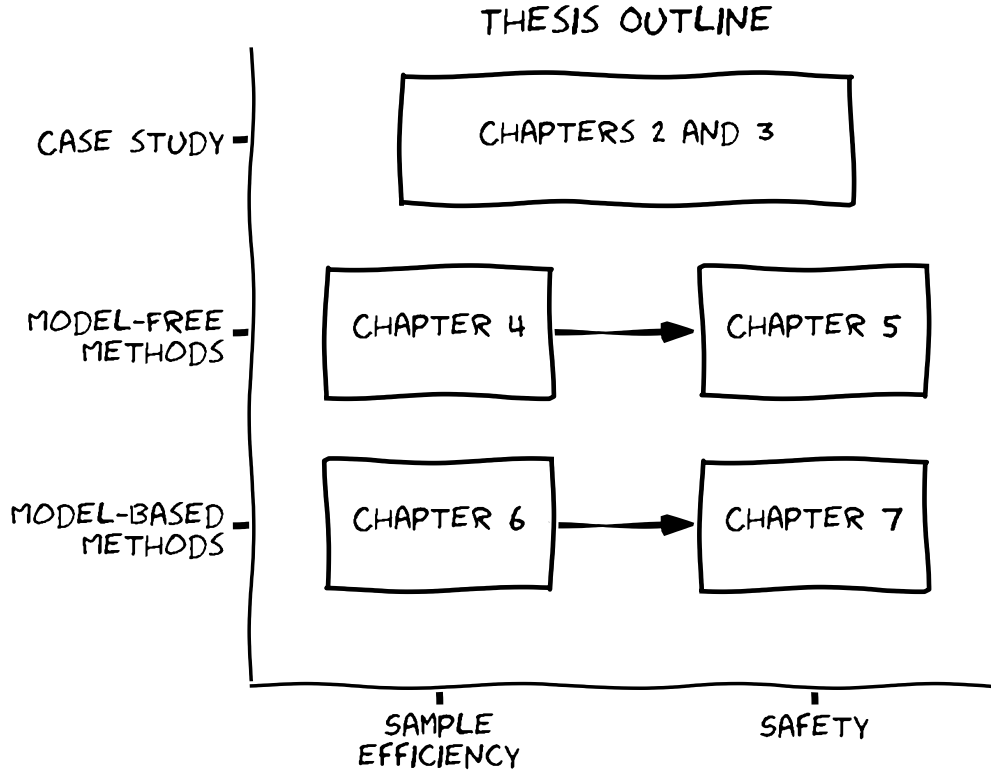 THESIS OUTLINE
CASE STUDY
CHAPTERS 2 AND 3
MODEL-FREE
METHODS
CHAPTER 4
CHAPTER 5
MODEL-BASED
METHODS
CHAPTER 6
CHAPTER 7
SAMPLE
EFFICIENCY
SAFETY